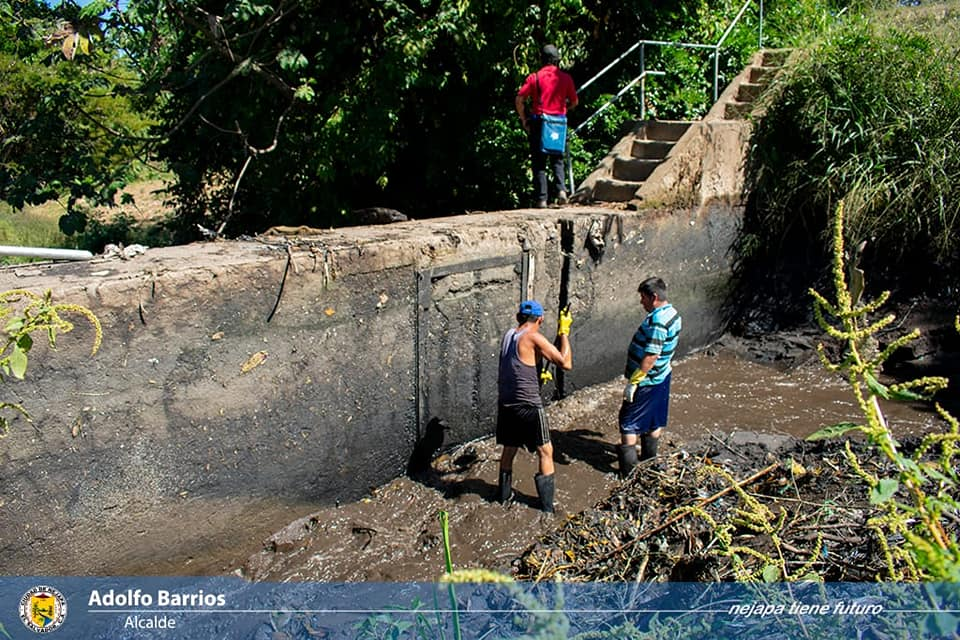 Adolfo Barrios
Alcalde
nejapa tiene futuro